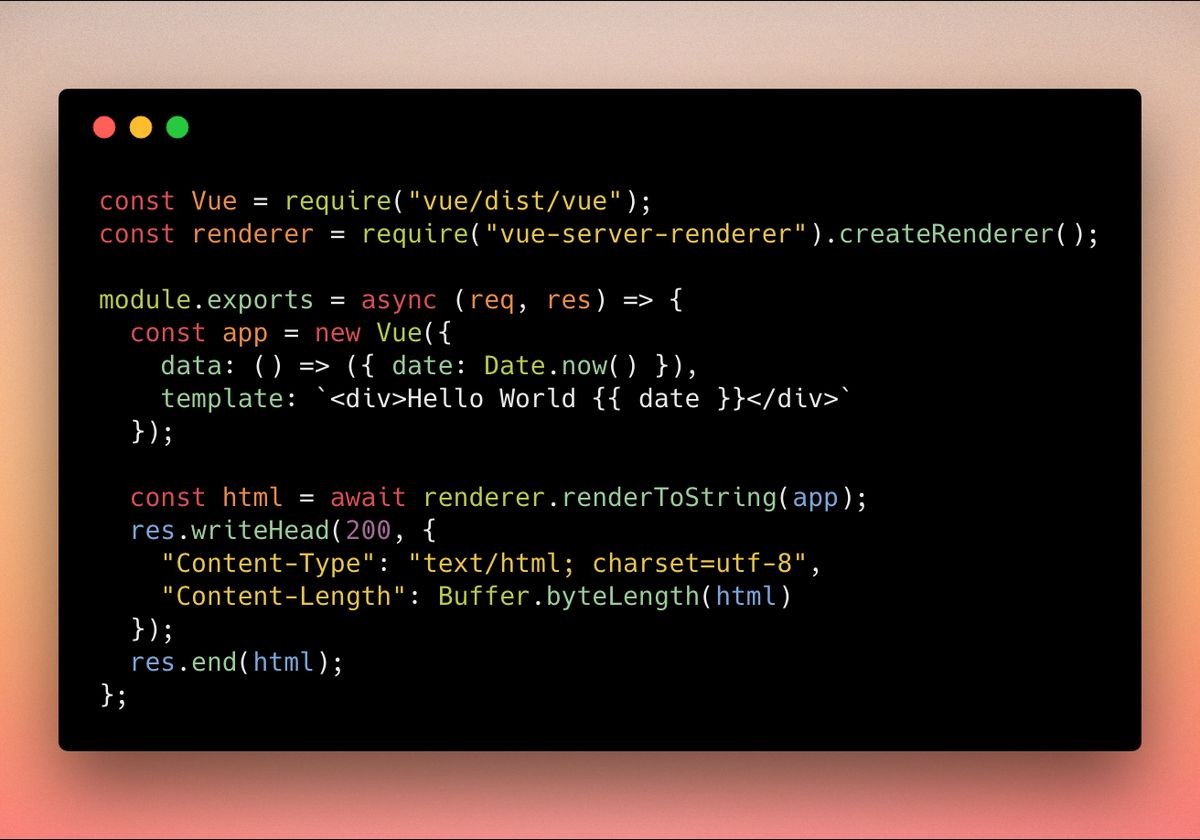 const Vue = require("vue/dist/vue");
const renderer = require("vue-server-renderer").createRenderer();

module.exports = async (req, res) => {
  const app = new Vue({
    data: () => ({ date: Date.now() }),
    template: `<div>Hello World {{ date }}</div>`
  });

  const html = await renderer.renderToString(app);
  res.writeHead(200, {
    "Content-Type": "text/html; charset=utf-8",
    "Content-Length": Buffer.byteLength(html)
  });
  res.end(html);
};